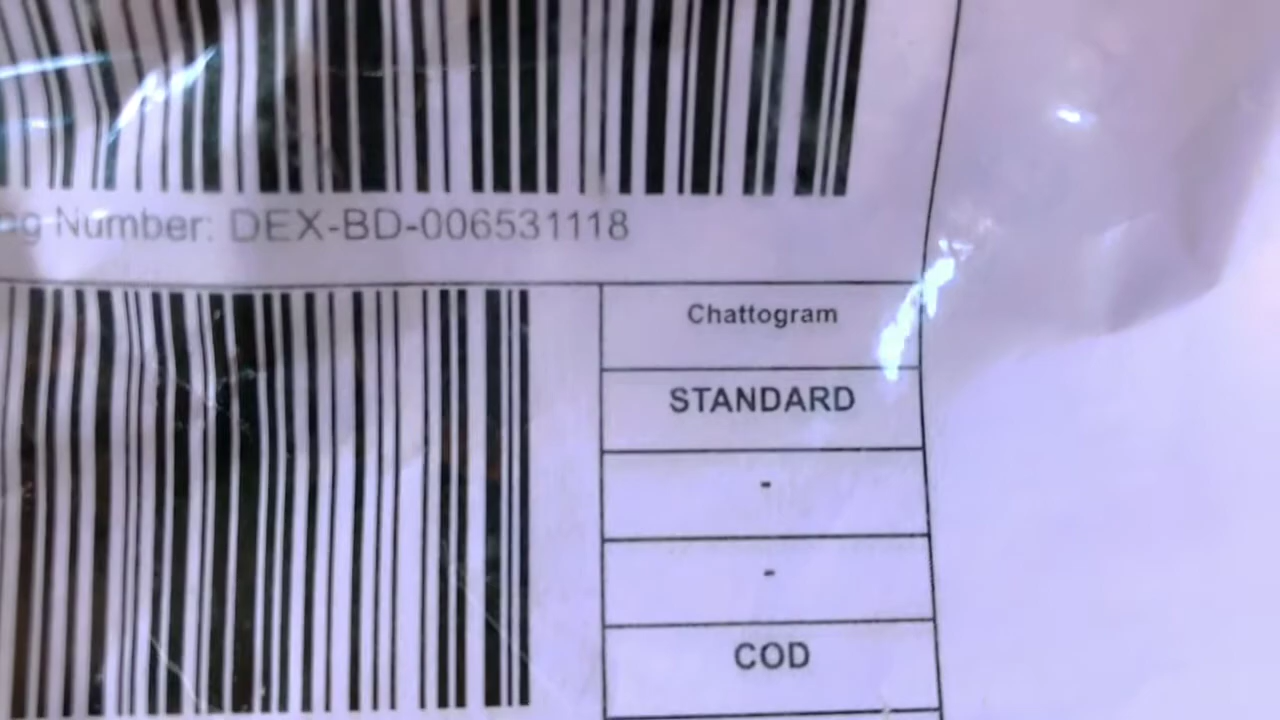 Number: DEX-BD-006531118
Chattogram
STANDARD
-
-
COD